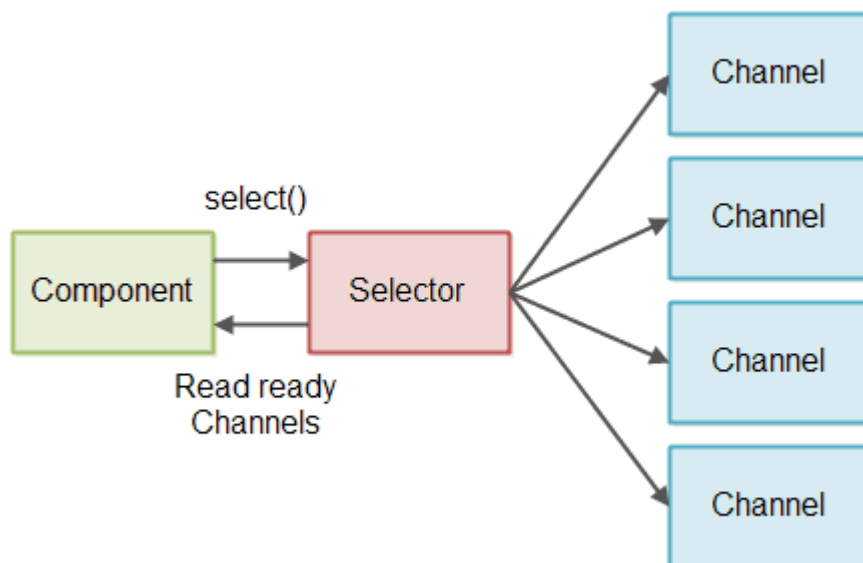 select()
Component
Selector
Read ready
Channels
Channel
Channel
Channel
Channel